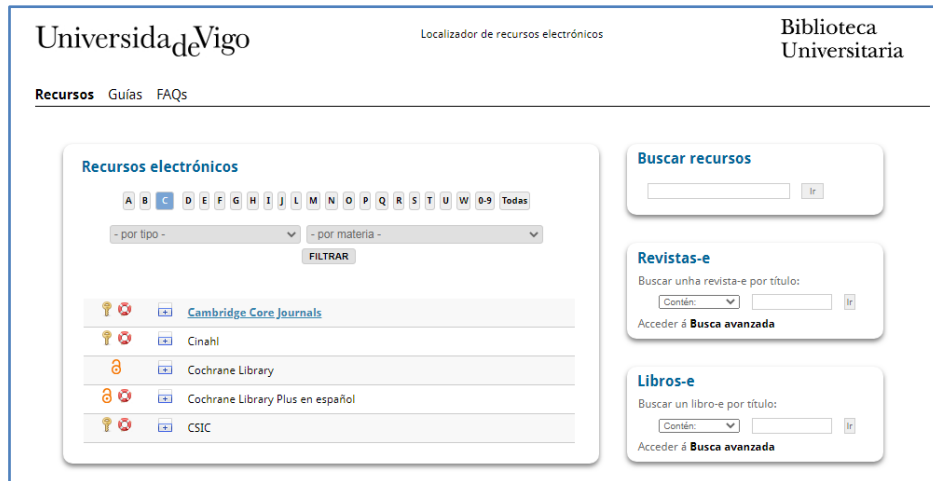 UniversidadeVigo
Localizador de recursos electrónicos
Biblioteca
Universitaria
Recursos Guías FAQs
Recursos electrónicos
A B C D E F G H I J L M N O P Q R S T U W 0-9 Todas
- por tipo - - por materia -
FILTRAR
Cambridge Core Journals
Cinahl
Cochrane Library
Cochrane Library Plus en español
CSIC
Buscar recursos
Ir
Revistas-e
Buscar unha revista-e por título:
Contén: Ir
Acceder á Busca avanzada
Libros-e
Buscar un libro-e por título:
Contén: Ir
Acceder á Busca avanzada